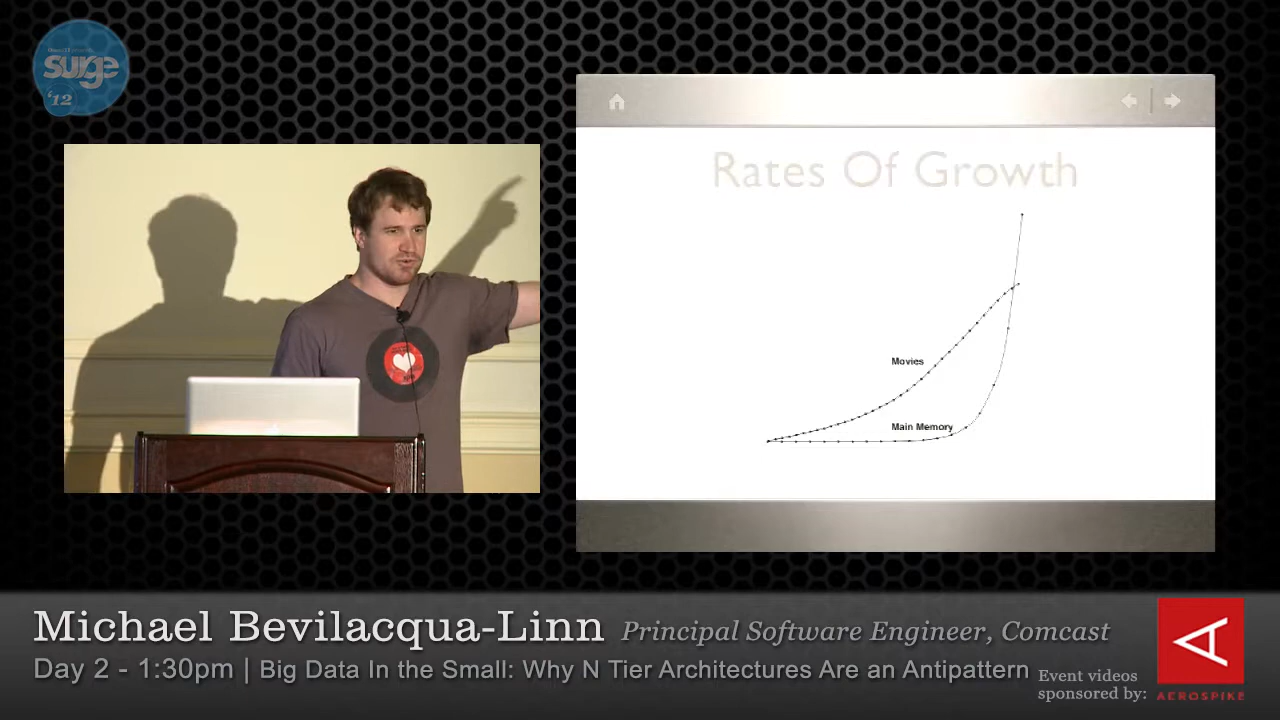 surge
'12
Rates Of Growth
Movies
Main Memory
Michael Bevilacqua-Linn Principal Software Engineer, Comcast
Day 2 - 1:30pm | Big Data In the Small: Why N Tier Architectures Are an Antipattern
Event videos
sponsored by:
AEROSPIKE